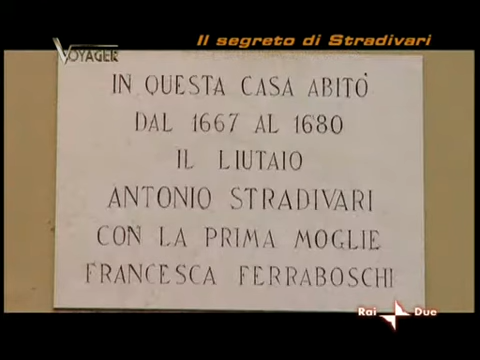 Il segreto di Stradivari
VOYAGER
IN QUESTA CASA ABITÒ
DAL 1667 AL 1680
IL LIUTAIO
ANTONIO STRADIVARI
CON LA PRIMA MOGLIE
FRANCESCA FERRABOSCHI
Rai Due